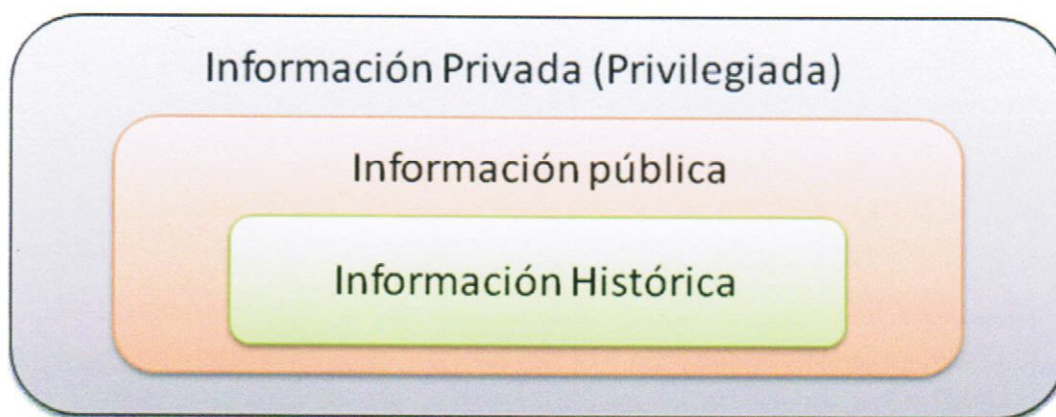 Información Privada (Privilegiada)
Información pública
Información Histórica